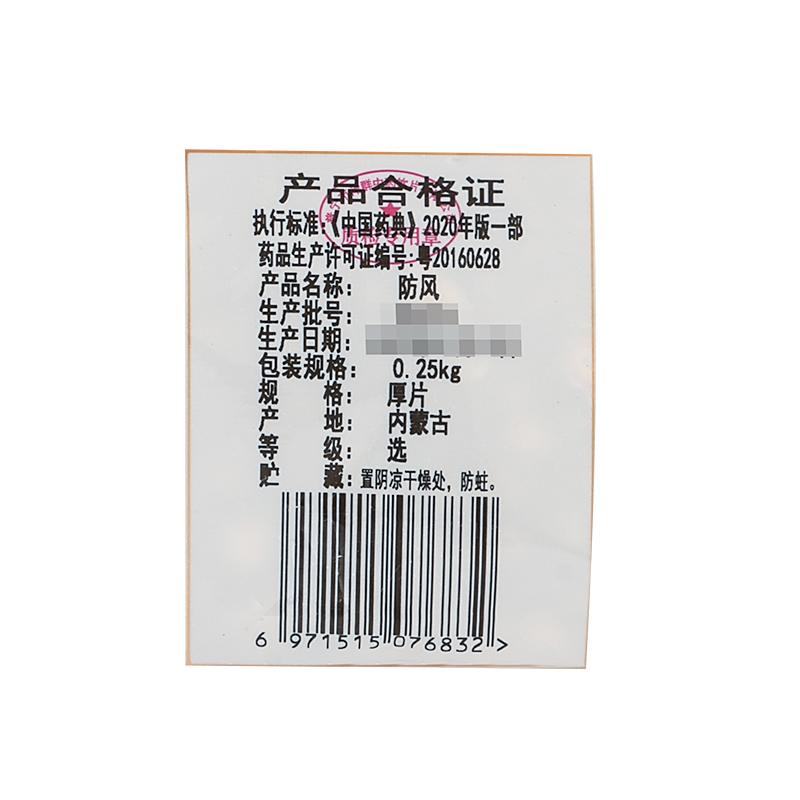 产品合格证
质检专用章
执行标准:《中国药典》2020年版一部
药品生产许可证编号:粤20160628
产品名称: 防风
生产批号:
生产日期:
包装规格: 0.25kg
规 格: 厚片
产 地: 内蒙古
等 级: 选
贮 藏: 置阴凉干燥处，防蛀。
6 971515 076832 >